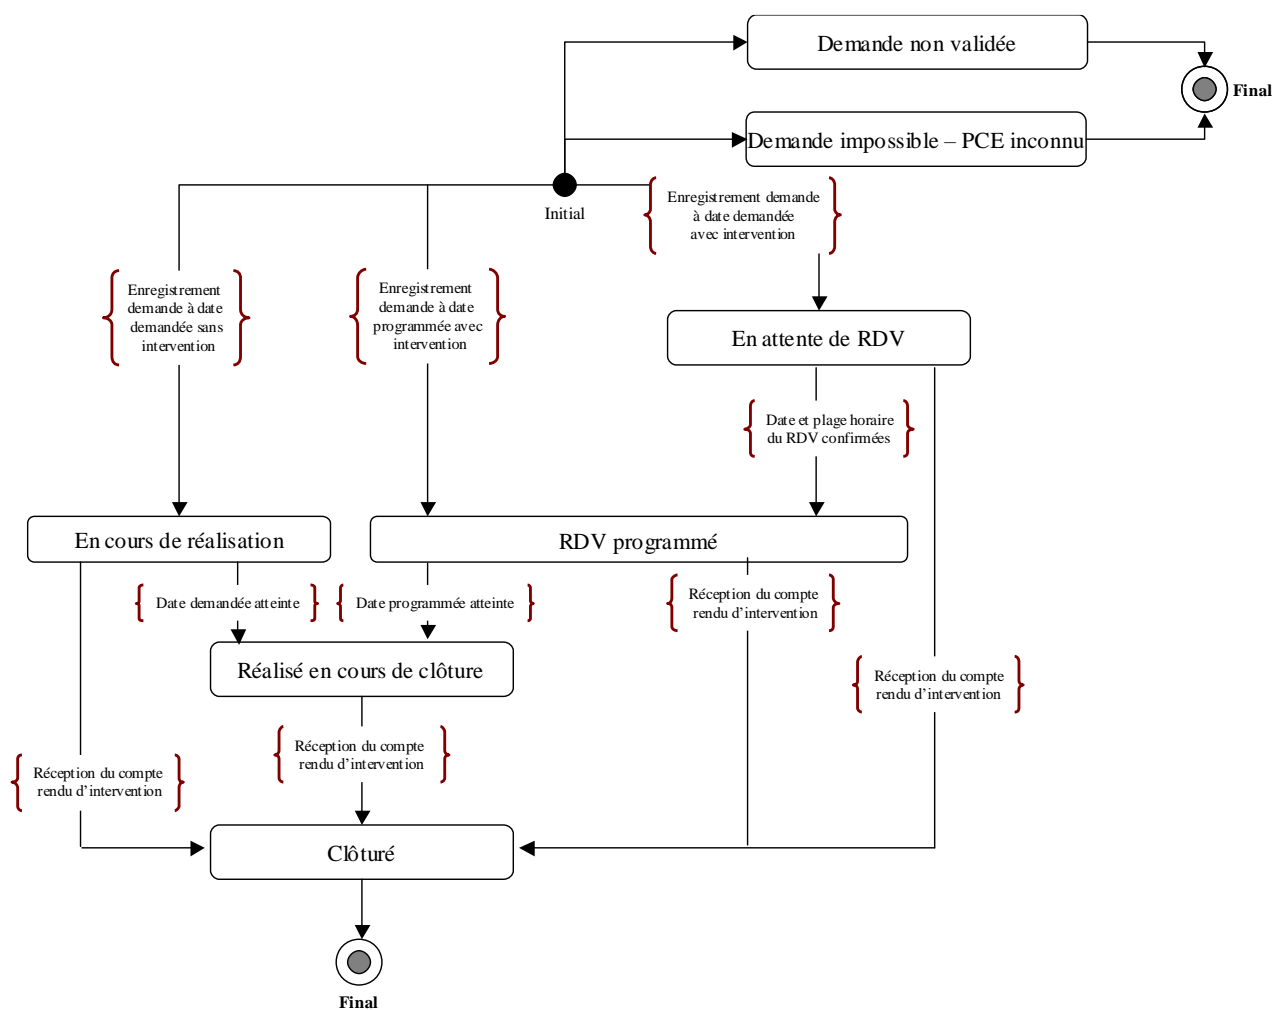 Demande non validée
Final
Demande impossible – PCE inconnu
Initial
Enregistrement demande
à date demandée
avec intervention
Enregistrement
demande à date
demandée sans
intervention
Enregistrement
demande à date
programmée avec
intervention
En attente de RDV
Date et plage horaire
du RDV confirmées
En cours de réalisation
RDV programmé
Date demandée atteinte
Date programmée atteinte
Réception du compte
rendu d’intervention
Réalisé en cours de clôture
Réception du compte
rendu d’intervention
Réception du compte
rendu d’intervention
Réception du compte
rendu d’intervention
Clôturé
Final